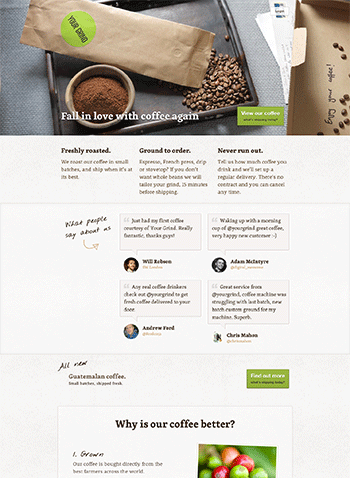 YOUR GRIND
Enjoy your coffee!
Fall in love with coffee again
View our coffee
what's shipping today?
Freshly roasted.
We roast our coffee in small
batches, and ship when it's at
its best.
Ground to order.
Espresso, French press, drip
or stovetop? If you don't
want whole beans we will
tailor your grind, 15 minutes
before shipping.
Never run out.
Tell us how much coffee you
drink and we'll set up a
regular delivery. There's no
contract and you can cancel
any time.
What people
say about us
Just had my first coffee
courtesy of Your Grind. Really
fantastic, thanks guys!
Will Robson
Waking up with a morning
cup of @yourgrind great coffee,
very happy new customer :-)
Adam McIntyre
Any real coffee drinkers
check out @yourgrind to get
fresh coffee delivered to your
door.
Andrew Ford
Great service from
@yourgrind, coffee machine was
struggling with last batch, new
batch custom ground for my
machine. Superb.
Chris Mahon
All new
Guatemalan coffee.
Small batches, shipped fresh.
Find out more
what's shipping today?
Why is our coffee better?
1. Grown
Our coffee is bought directly from the
best farmers across the world.